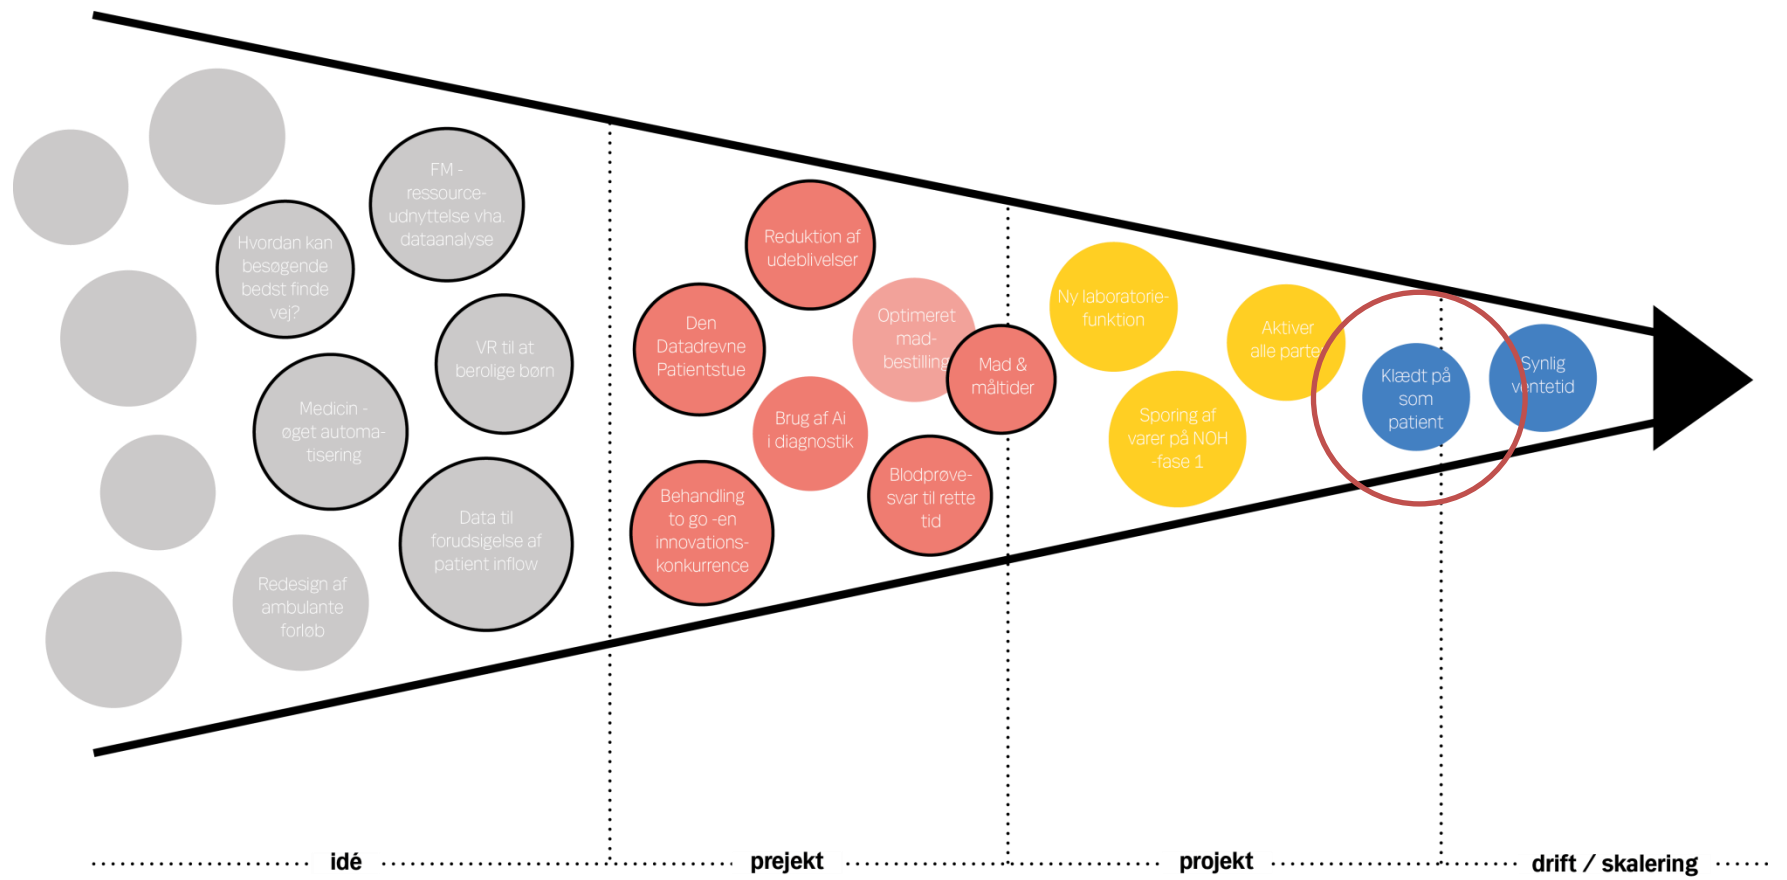 FM -
ressource-
udnyttelse vha.
dataanalyse
Hvordan kan
besøgende
bedst finde
vej?
VR til at
berolige børn
Medicin -
øget automa-
tisering
Data til
forudsigelse af
patient inflow
Redesign af
ambulante
forløb
Reduktion af
udeblivelser
Den
Datadrevne
Patientstue
Optimeret
mad-
bestilling
Mad &
måltider
Brug af Ai
i diagnostik
Behandling
to go -en
innovations-
konkurrence
Blodprøve-
svar til rette
tid
Ny laboratorie-
funktion
Aktiver
alle parter
Sporing af
varer på NOH
-fase 1
Klædt på
som
patient
Synlig
ventetid
idé
prejekt
projekt
drift / skalering